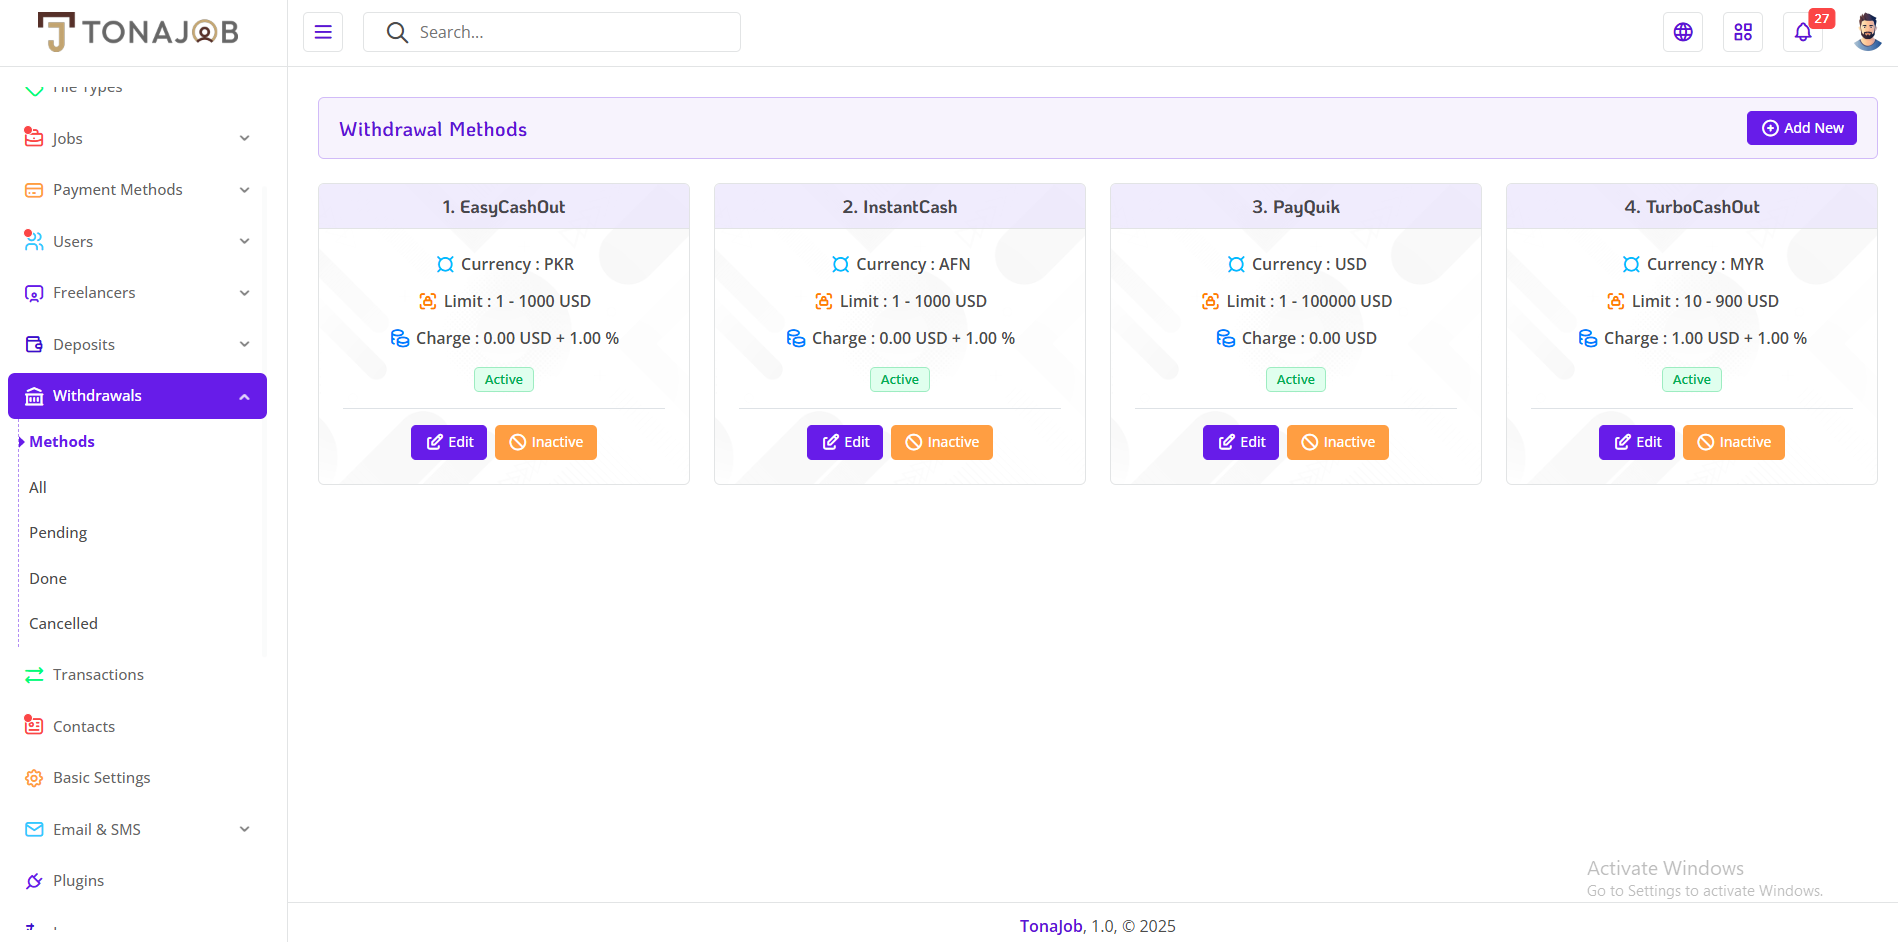 TONAJOB
Search...
27
File Types
Jobs
Payment Methods
Users
Freelancers
Deposits
Withdrawals
Methods
All
Pending
Done
Cancelled
Transactions
Contacts
Basic Settings
Email & SMS
Plugins
Withdrawal Methods
Add New
1. EasyCashOut
Currency : PKR
Limit : 1 - 1000 USD
Charge : 0.00 USD + 1.00 %
Active
Edit Inactive
2. InstantCash
Currency : AFN
Limit : 1 - 1000 USD
Charge : 0.00 USD + 1.00 %
Active
Edit Inactive
3. PayQuik
Currency : USD
Limit : 1 - 100000 USD
Charge : 0.00 USD
Active
Edit Inactive
4. TurboCashOut
Currency : MYR
Limit : 10 - 900 USD
Charge : 1.00 USD + 1.00 %
Active
Edit Inactive
Activate Windows
Go to Settings to activate Windows.
TonaJob, 1.0, © 2025